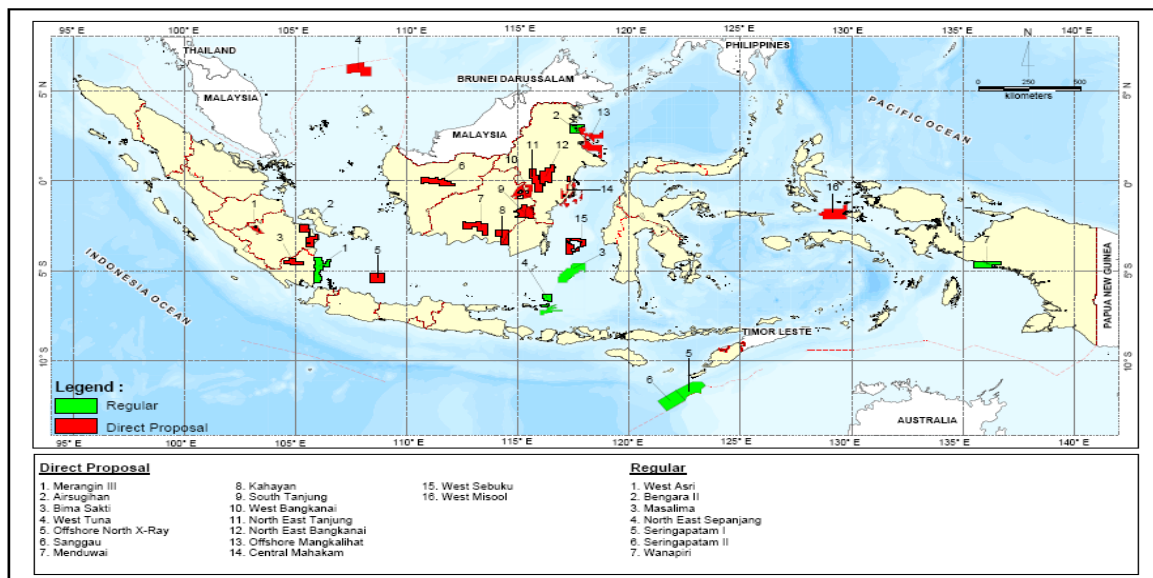 95° E 100° E 105° E 110° E 115° E 120° E 125° E 130° E 135° E 140° E
THAILAND
4
PHILIPPINES
N
BRUNEI DARUSSALAM
0 250 500
kilometers
5°N
MALAYSIA
PACIFIC OCEAN
5°N
2
13
MALAYSIA
11
12
10
6
0°
9
14
16
0°
1
2
7
8
15
7
3
1
5
4
3
5°S
5°S
INDONESIA OCEAN
PAPUA NEW GUINEA
TIMOR LESTE
5
10°S
10°S
6
Legend :
Regular
Direct Proposal
AUSTRALIA
95° E 100° E 105° E 110° E 115° E 120° E 125° E 130° E 135° E 140° E
Direct Proposal
1. Merangin III
2. Airsugihan
3. Bima Sakti
4. West Tuna
5. Offshore North X-Ray
6. Sanggau
7. Menduwai
8. Kahayan
9. South Tanjung
10. West Bangkanai
11. North East Tanjung
12. North East Bangkanai
13. Offshore Mangkalihat
14. Central Mahakam
15. West Sebuku
16. West Misool
Regular
1. West Asri
2. Bengara II
3. Masalima
4. North East Sepanjang
5. Seringapatam I
6. Seringapatam II
7. Wanapiri